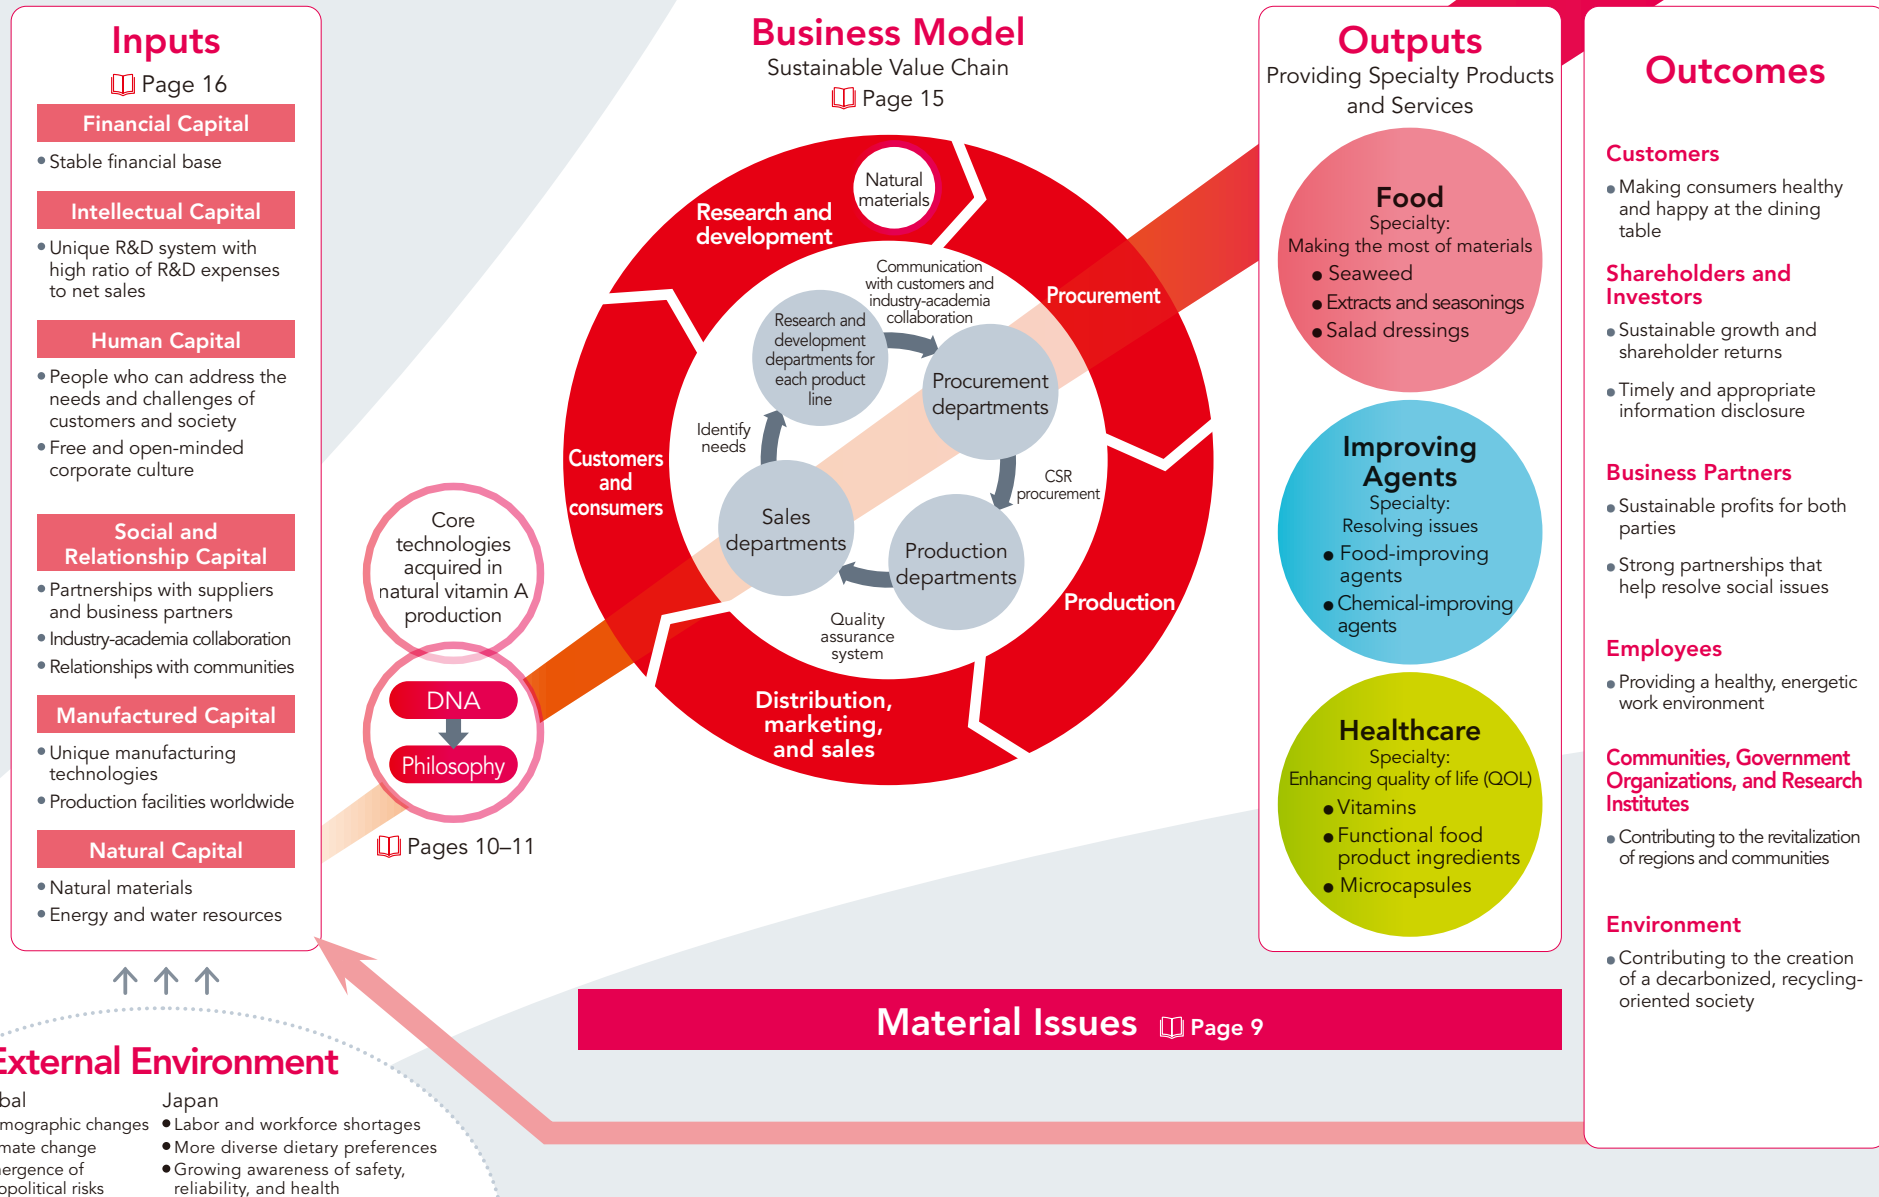 Inputs
Page 16
Financial Capital
• Stable financial base
Intellectual Capital
• Unique R&D system with
high ratio of R&D expenses
to net sales
Human Capital
• People who can address the
needs and challenges of
customers and society
• Free and open-minded
corporate culture
Social and
Relationship Capital
• Partnerships with suppliers
and business partners
• Industry-academia collaboration
• Relationships with communities
Manufactured Capital
• Unique manufacturing
technologies
• Production facilities worldwide
Natural Capital
• Natural materials
• Energy and water resources
External Environment
bal
mographic changes
mate change
ergence of
opolitical risks
Japan
• Labor and workforce shortages
• More diverse dietary preferences
• Growing awareness of safety,
reliability, and health
Core
technologies
acquired in
natural vitamin A
production
DNA
Philosophy
Pages 10–11
Business Model
Sustainable Value Chain
Page 15
Natural
materials
Research and
development
Procurement
Production
Distribution,
marketing,
and sales
Customers
and
consumers
Communication
with customers and
industry-academia
collaboration
Research and
development
departments for
each product
line
Procurement
departments
CSR
procurement
Production
departments
Quality
assurance
system
Sales
departments
Identify
needs
Outputs
Providing Specialty Products
and Services
Food
Specialty:
Making the most of materials
• Seaweed
• Extracts and seasonings
• Salad dressings
Improving
Agents
Specialty:
Resolving issues
• Food-improving
agents
• Chemical-improving
agents
Healthcare
Specialty:
Enhancing quality of life (QOL)
• Vitamins
• Functional food
product ingredients
• Microcapsules
Material Issues Page 9
Outcomes
Customers
• Making consumers healthy
and happy at the dining
table
Shareholders and
Investors
• Sustainable growth and
shareholder returns
• Timely and appropriate
information disclosure
Business Partners
• Sustainable profits for both
parties
• Strong partnerships that
help resolve social issues
Employees
• Providing a healthy, energetic
work environment
Communities, Government
Organizations, and Research
Institutes
• Contributing to the revitalization
of regions and communities
Environment
• Contributing to the creation
of a decarbonized, recycling-
oriented society